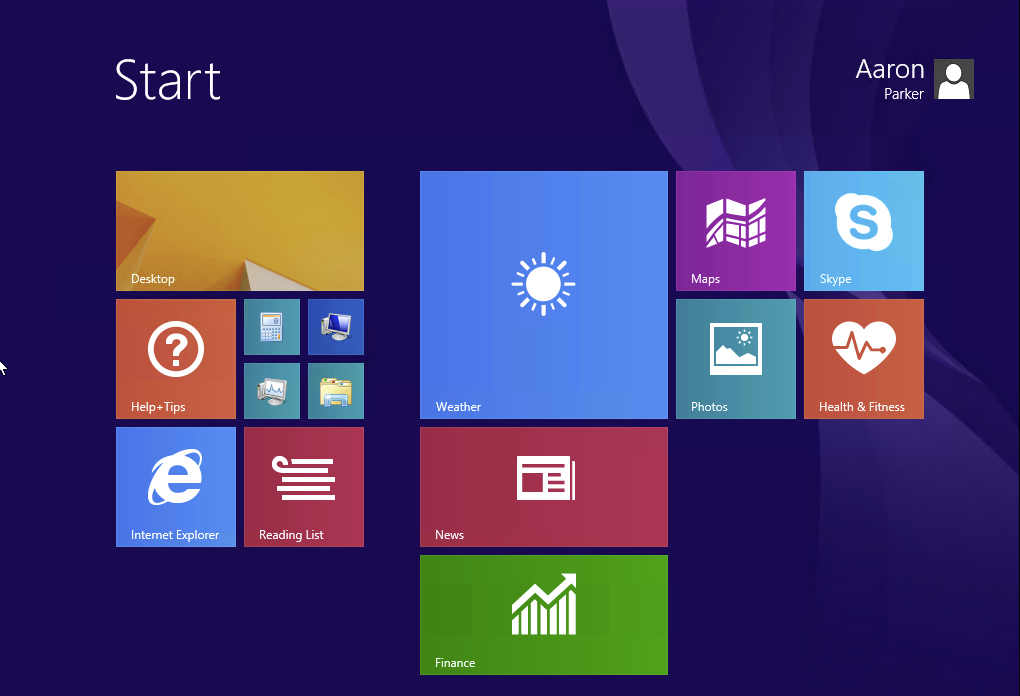 Start
Aaron
Parker
Desktop
Help+Tips
Internet Explorer
Reading List
Weather
News
Finance
Maps
S
Skype
Photos
Health & Fitness